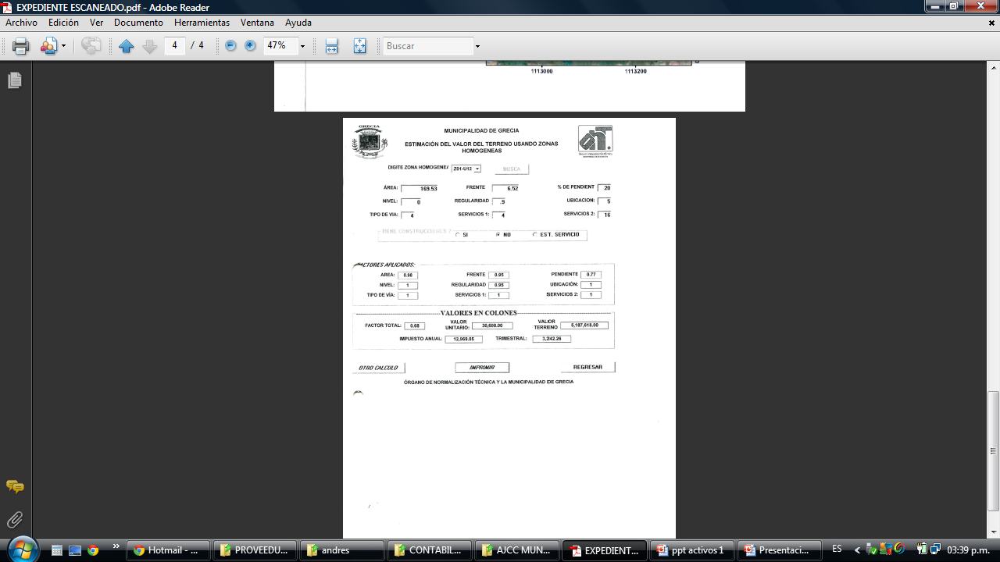 EXPEDIENTE ESCANEADO.pdf - Adobe Reader
Archivo Edición Ver Documento Herramientas Ventana Ayuda
4 / 4 47% Buscar
1113000 1113200
GRECIA
MUNICIPALIDAD DE GRECIA
ESTIMACIÓN DEL VALOR DEL TERRENO USANDO ZONAS
HOMOGENEAS
DIGITE ZONA HOMOGENEA Z01-U12 BUSCA
ÁREA: 169.53 FRENTE 6.52 % DE PENDIENT 20
NIVEL: 0 REGULARIDAD .9 UBICACION: 5
TIPO DE VIA: 4 SERVICIOS 1: 4 SERVICIOS 2: 16
TIENE CONSTRUCCIONES ? SI NO EST. SERVICIO
FACTORES APLICADOS:
AREA: 0.98 FRENTE 0.95 PENDIENTE 0.77
NIVEL: 1 REGULARIDAD 0.95 UBICACIÓN: 1
TIPO DE VÍA: 1 SERVICIOS 1: 1 SERVICIOS 2: 1
VALORES EN COLONES
FACTOR TOTAL: 0.68 VALOR UNITARIO: 30,600.00 VALOR TERRENO 5,187,618.00
IMPUESTO ANUAL: 12,969.05 TRIMESTRAL: 3,242.26
OTRO CALCULO IMPRIMIR REGRESAR
ÓRGANO DE NORMALIZACIÓN TÉCNICA Y LA MUNICIPALIDAD DE GRECIA
Hotmail - ... PROVEEDU... andres CONTABIL... AJCC MUN... EXPEDIENT... ppt activos 1 Presentaci... ES 03:39 p.m.